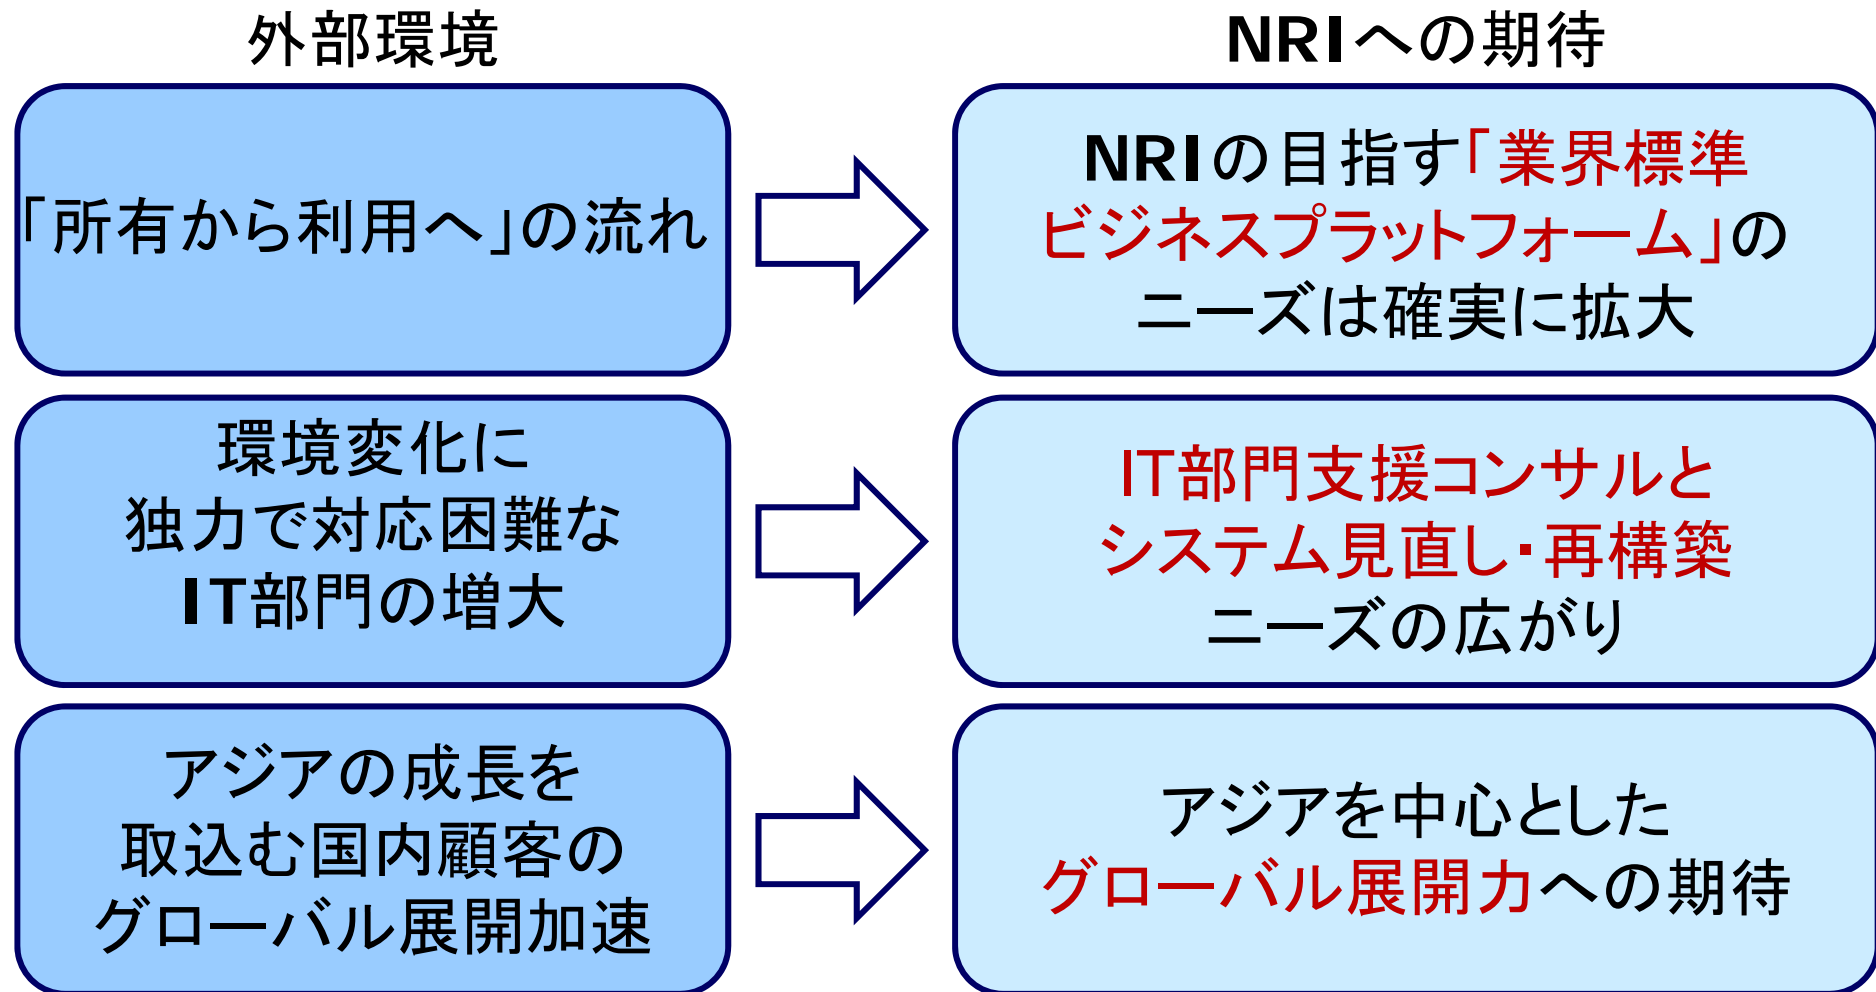 外部環境
NRIへの期待
「所有から利用へ」の流れ
NRIの目指す「業界標準
ビジネスプラットフォーム」の
ニーズは確実に拡大
環境変化に
独力で対応困難な
IT部門の増大
IT部門支援コンサルと
システム見直し・再構築
ニーズの広がり
アジアの成長を
取込む国内顧客の
グローバル展開加速
アジアを中心とした
グローバル展開力への期待